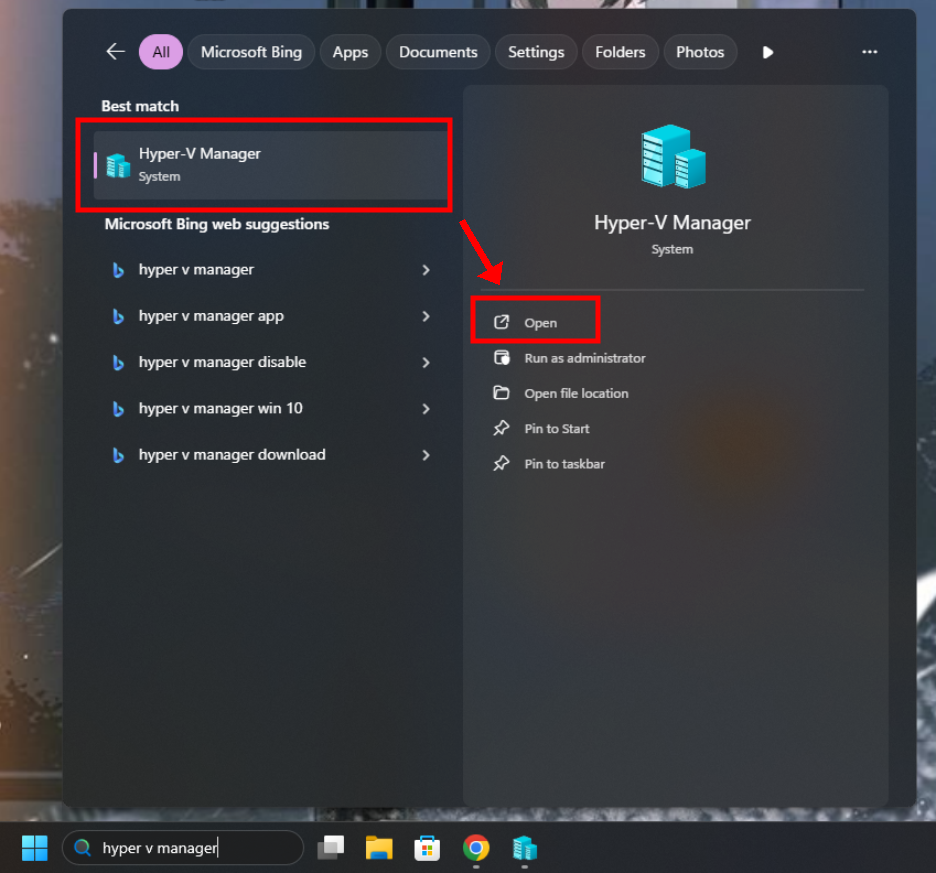 All
Microsoft Bing
Apps
Documents
Settings
Folders
Photos
Best match
Hyper-V Manager
System
Microsoft Bing web suggestions
hyper v manager
hyper v manager app
hyper v manager disable
hyper v manager win 10
hyper v manager download
Hyper-V Manager
System
Open
Run as administrator
Open file location
Pin to Start
Pin to taskbar
hyper v manager